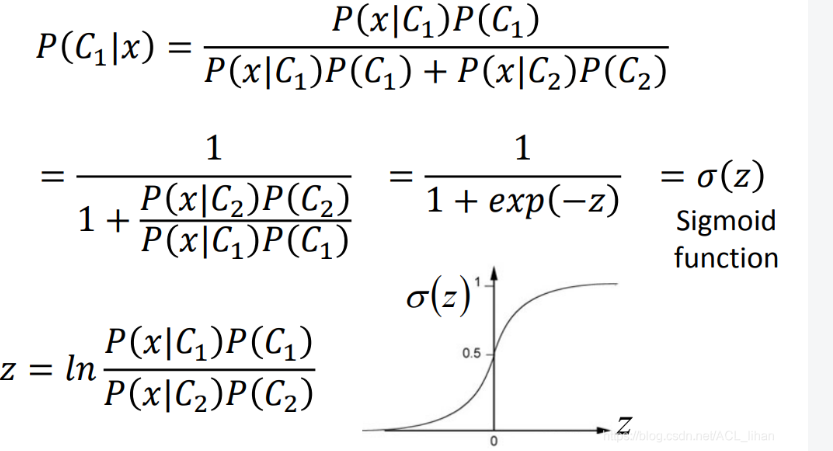 P(C₁|x) = P(x|C₁)P(C₁) / P(x|C₁)P(C₁) + P(x|C₂)P(C₂)
= 1 / 1 + P(x|C₂)P(C₂) / P(x|C₁)P(C₁) = 1 / 1 + exp(−z) = σ(z)
Sigmoid
function
z = ln P(x|C₁)P(C₁) / P(x|C₂)P(C₂)
σ(z)
1
0.5
0
z
https://blog.csdn.net/ACL_lihan